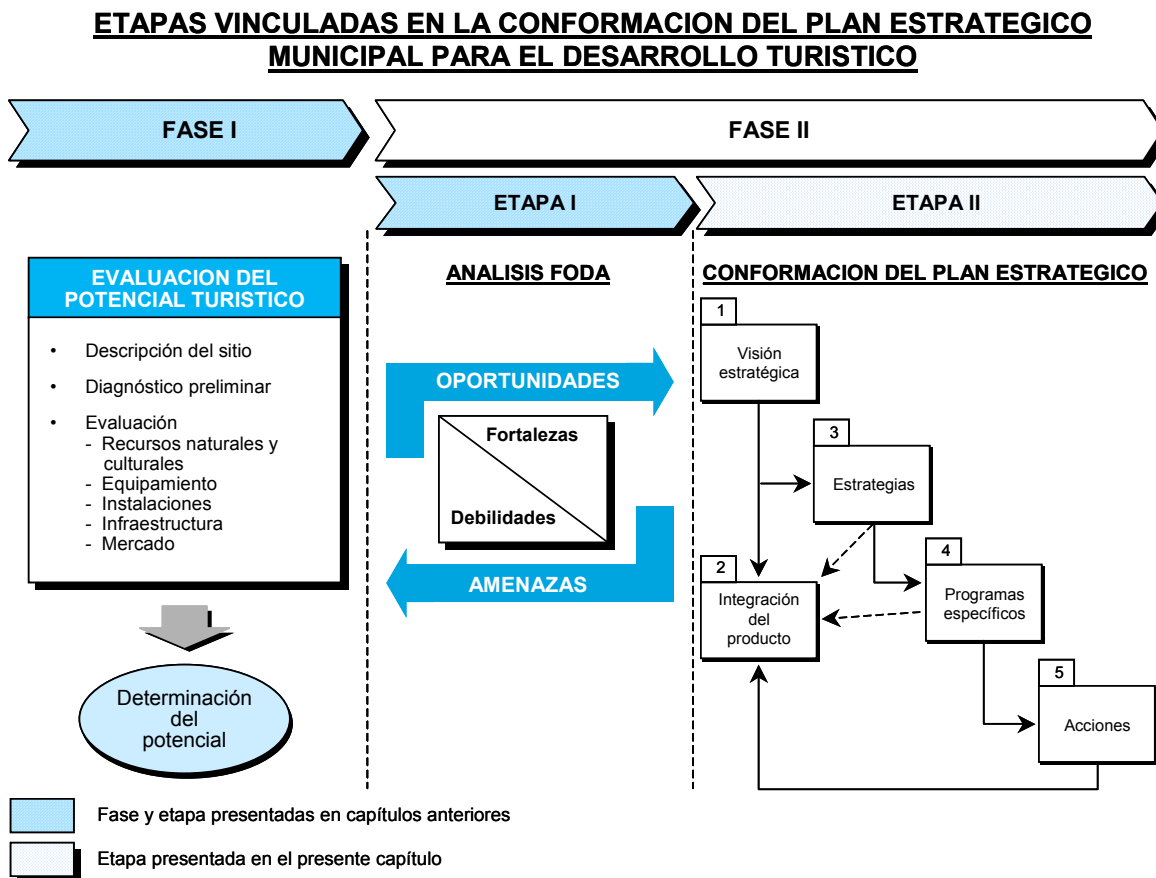 ETAPAS VINCULADAS EN LA CONFORMACION DEL PLAN ESTRATEGICO
MUNICIPAL PARA EL DESARROLLO TURISTICO
FASE I
FASE II
ETAPA I
ETAPA II
EVALUACION DEL
POTENCIAL TURISTICO
• Descripción del sitio
• Diagnóstico preliminar
• Evaluación
- Recursos naturales y
culturales
- Equipamiento
- Instalaciones
- Infraestructura
- Mercado
Determinación
del
potencial
ANALISIS FODA
OPORTUNIDADES
Fortalezas
Debilidades
AMENAZAS
CONFORMACION DEL PLAN ESTRATEGICO
1
Visión
estratégica
3
Estrategias
2
Integración
del
producto
4
Programas
específicos
5
Acciones
Fase y etapa presentadas en capítulos anteriores
Etapa presentada en el presente capítulo